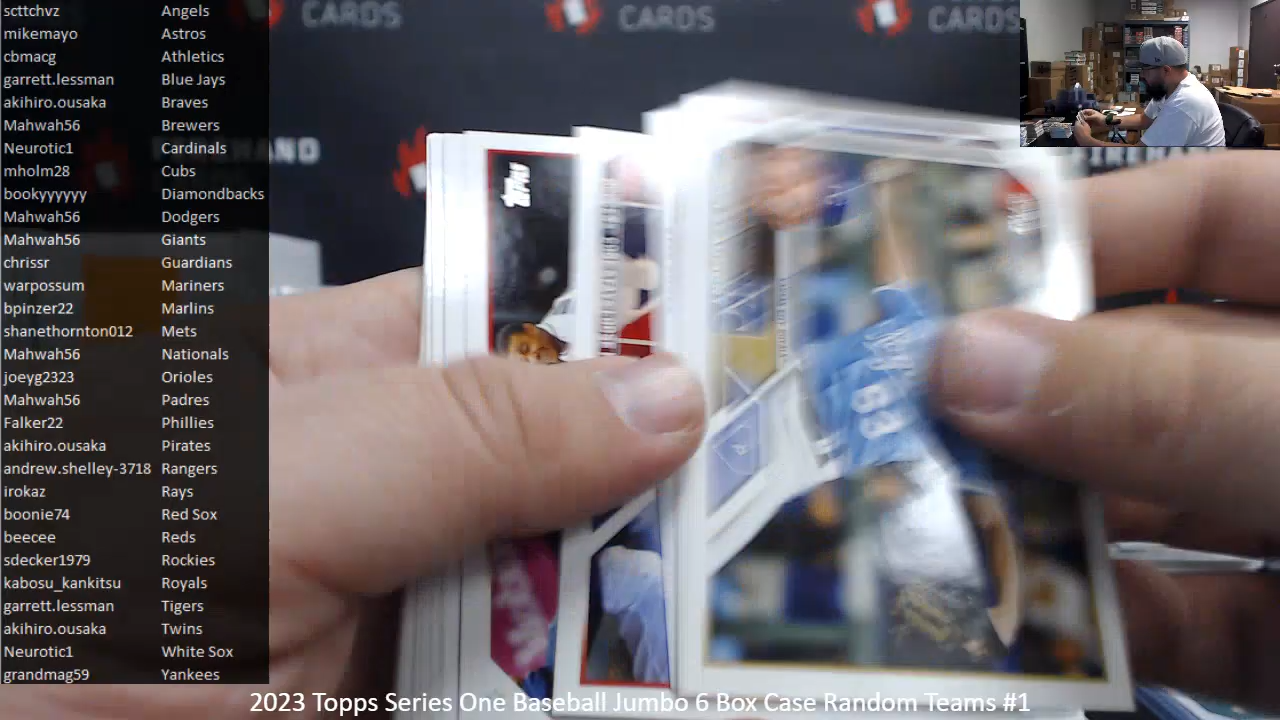 CARDS
CARDS
CARDS
scttchvz Angels
mikemayo Astros
cbmacg Athletics
garrett.lessman Blue Jays
akihiro.ousaka Braves
Mahwah56 Brewers
Neurotic1 Cardinals
mholm28 Cubs
bookyyyyyy Diamondbacks
Mahwah56 Dodgers
Mahwah56 Giants
chrissr Guardians
warpossum Mariners
bpinzer22 Marlins
shanethornton012 Mets
Mahwah56 Nationals
joeyg2323 Orioles
Mahwah56 Padres
Falker22 Phillies
akihiro.ousaka Pirates
andrew.shelley-3718 Rangers
irokaz Rays
boonie74 Red Sox
beecee Reds
sdecker1979 Rockies
kabosu_kankitsu Royals
garrett.lessman Tigers
akihiro.ousaka Twins
Neurotic1 White Sox
grandmag59 Yankees
topps
63
2023 Topps Series One Baseball Jumbo 6 Box Case Random Teams #1